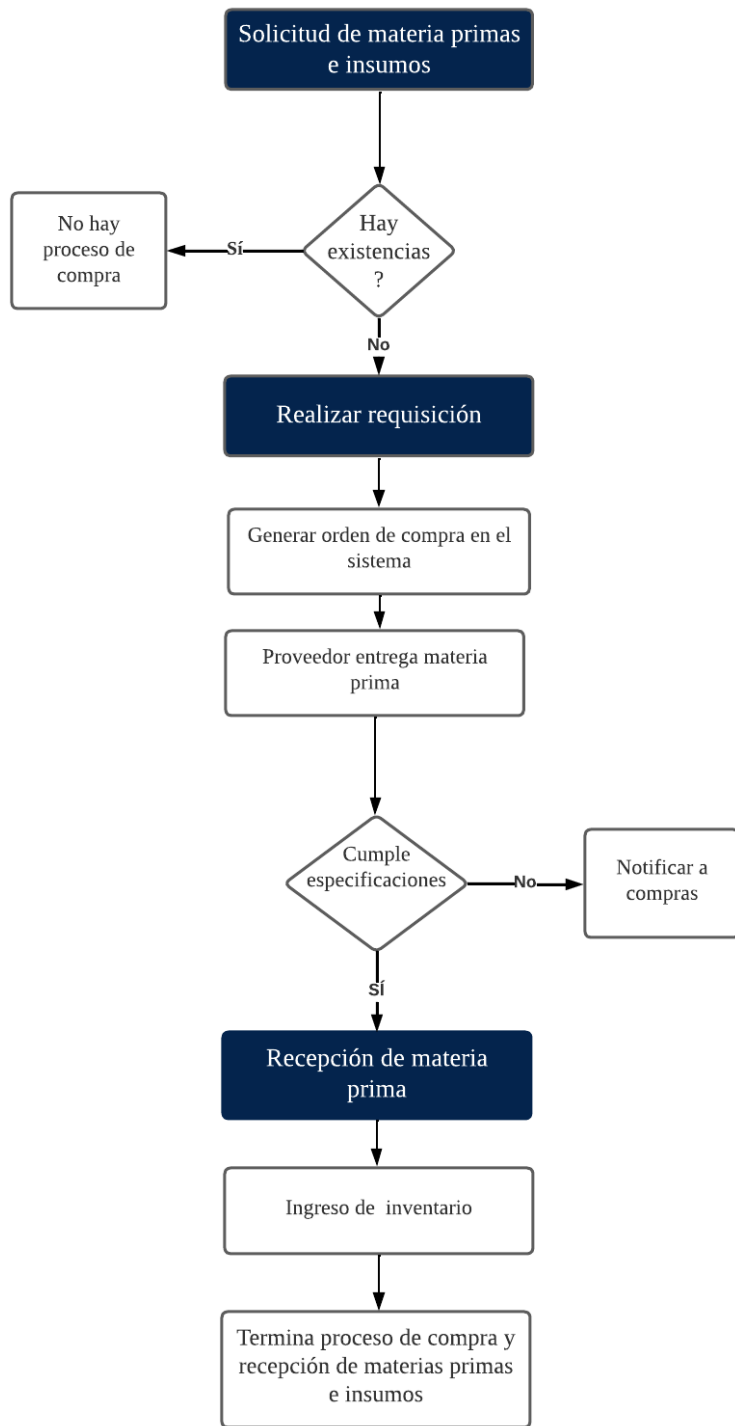 Solicitud de materia primas
e insumos
Hay
existencias
?
Sí
No hay
proceso de
compra
No
Realizar requisición
Generar orden de compra en el
sistema
Proveedor entrega materia
prima
Cumple
especificaciones
No
Notificar a
compras
SÍ
Recepción de materia
prima
Ingreso de  inventario
Termina proceso de compra y
recepción de materias primas
e insumos